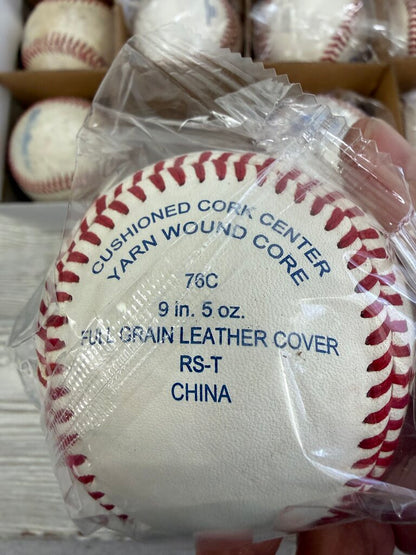 CUSHIONED CORK CENTER
YARN WOUND CORE
76C
9 in. 5 oz.
FULL GRAIN LEATHER COVER
RS-T
CHINA